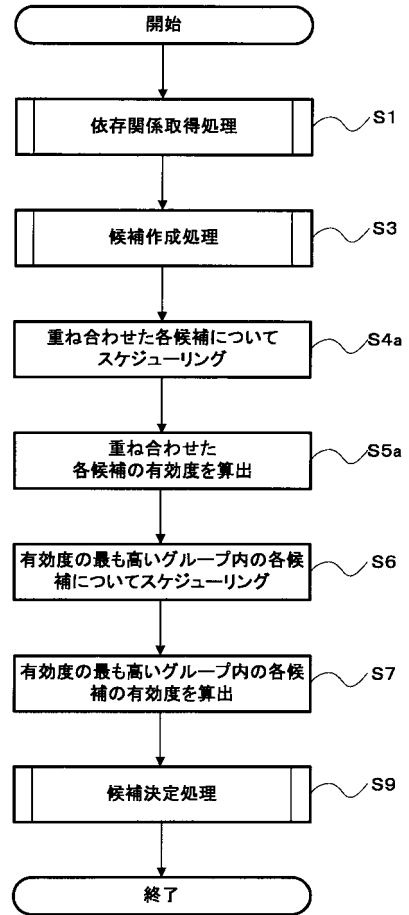 開始
依存関係取得処理
S1
候補作成処理
S3
重ね合わせた各候補について
スケジューリング
S4a
重ね合わせた
各候補の有効度を算出
S5a
有効度の最も高いグループ内の各候
補についてスケジューリング
S6
有効度の最も高いグループ内の各候
補の有効度を算出
S7
候補決定処理
S9
終了